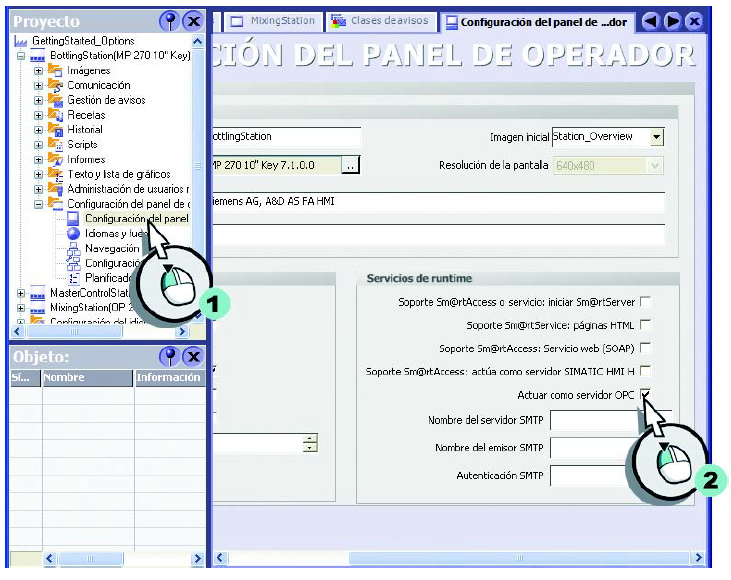 Proyecto
GettingStarted_Options
BottlingStation(MP 270 10" Key)
Imágenes
Comunicación
Gestión de avisos
Recetas
Historial
Scripts
Informes
Texto y lista de gráficos
Administración de usuarios r
Configuración del panel de
Configuración del panel
Idiomas y
Navegación
Configuració
Planificado
MasterControlStat
MixingStation(OP 2
Configuración del idio
1
Objeto:
Sí... Nombre Información
MixingStation
Clases de avisos
Configuración del panel de ...dor
CIÓN DEL PANEL DE OPERADOR
ottlingStation
Imagen inicial Station_Overview
MP 270 10" Key 7.1.0.0 ...
Resolución de la pantalla 640x480
iemens AG, A&D AS FA HMI
Servicios de runtime
Soporte Sm@rtAccess o servicio: iniciar Sm@rtServer
Soporte Sm@rtService: páginas HTML
Soporte Sm@rtAccess: Servicio web (SOAP)
Soporte Sm@rtAccess: actúa como servidor SIMATIC HMI H
Actuar como servidor OPC
Nombre del servidor SMTP
Nombre del emisor SMTP
Autenticación SMTP
2